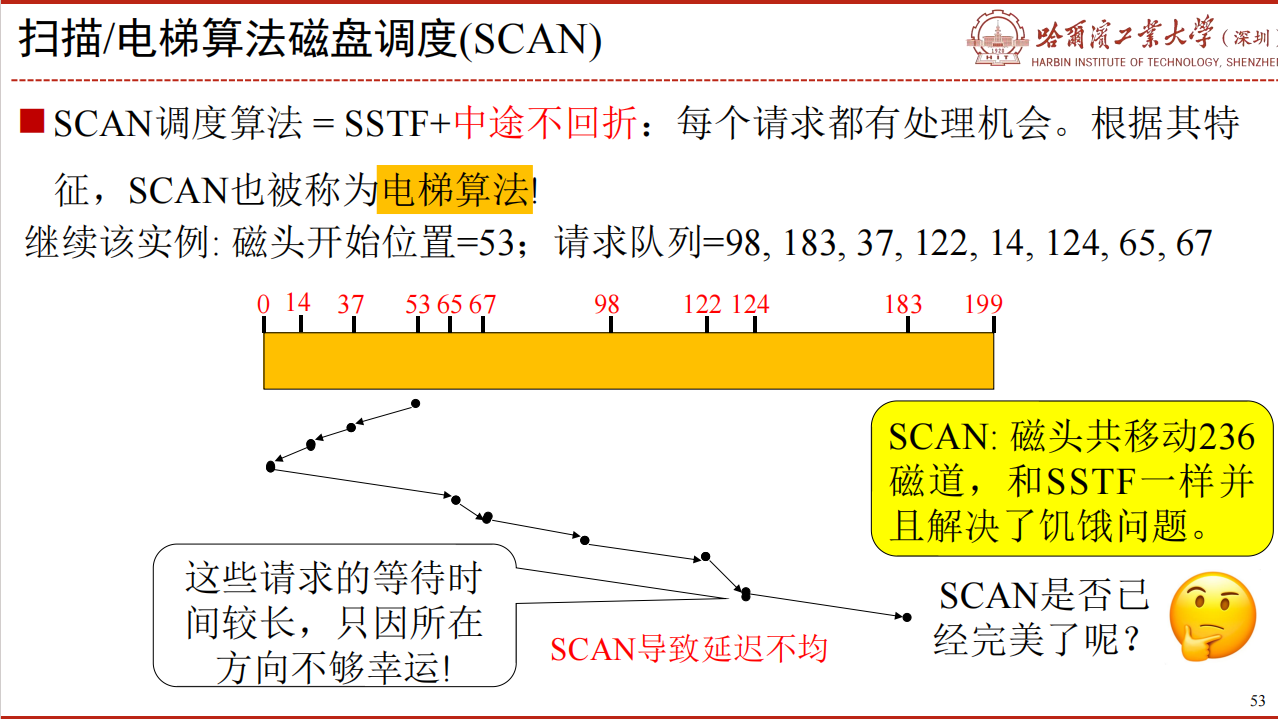 扫描/电梯算法磁盘调度(SCAN)
哈爾濱工業大學(深圳)
HARBIN INSTITUTE OF TECHNOLOGY, SHENZHEN
1920
HIT
SCAN调度算法 = SSTF+中途不回折：每个请求都有处理机会。根据其特
征，SCAN也被称为电梯算法!
继续该实例: 磁头开始位置=53；请求队列=98, 183, 37, 122, 14, 124, 65, 67
0 14 37 53 65 67 98 122 124 183 199
SCAN: 磁头共移动236
磁道，和SSTF一样并
且解决了饥饿问题。
这些请求的等待时
间较长，只因所在
方向不够幸运!
SCAN导致延迟不均
SCAN是否已
经完美了呢？
53